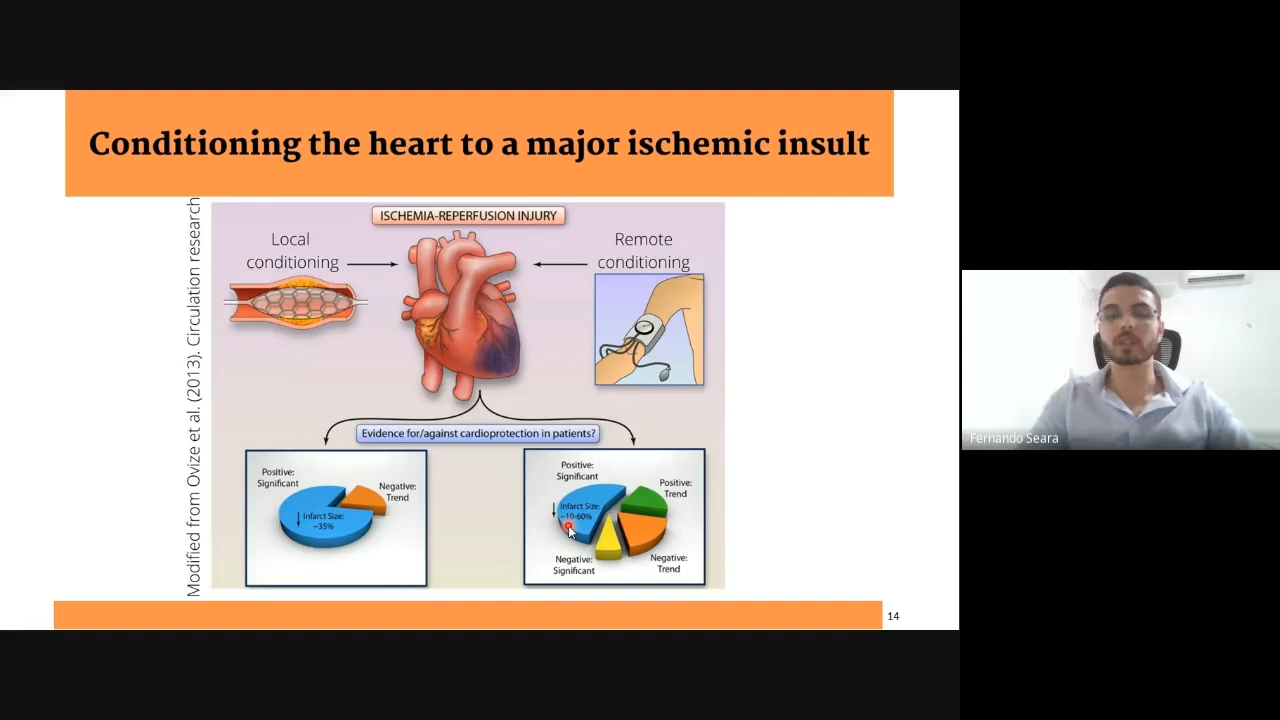 Conditioning the heart to a major ischemic insult
Modified from Ovize et al. (2013). Circulation research
ISCHEMIA-REPERFUSION INJURY
Local
conditioning
Remote
conditioning
Evidence for/against cardioprotection in patients?
Positive:
Significant
Negative:
Trend
Infarct Size:
~35%
Positive:
Significant
Positive:
Trend
Infarct Size:
~10-60%
Negative:
Significant
Negative:
Trend
14
Fernando Seara